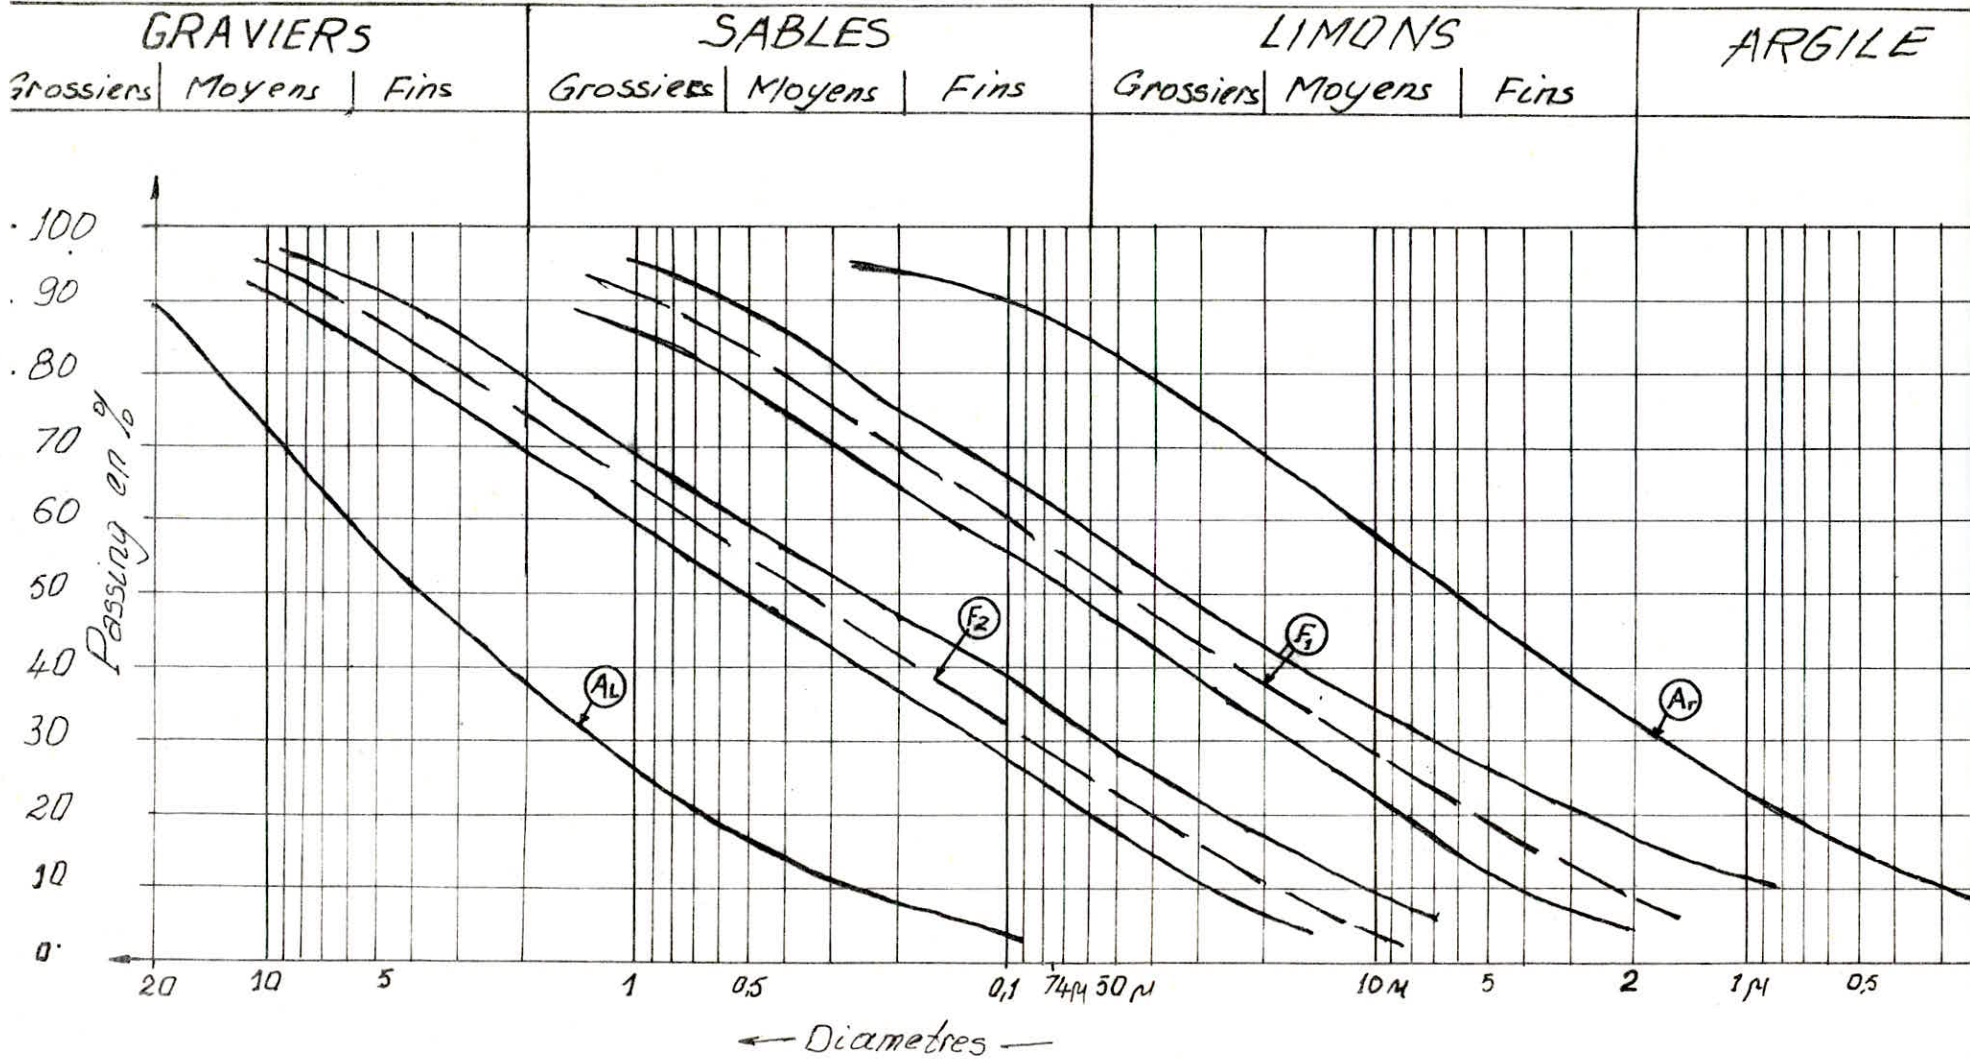 GRAVIERS SABLES LIMONS ARGILE
Grossiers Moyens Fins Grossiers Moyens Fins Grossiers Moyens Fins
100
90
80
70
60
50
40
30
20
10
0
Passing en %
AL
F2
F1
Ar
20 10 5 1 0,5 0,1 74μ 50μ 10μ 5 2 1μ 0,5
Diametres